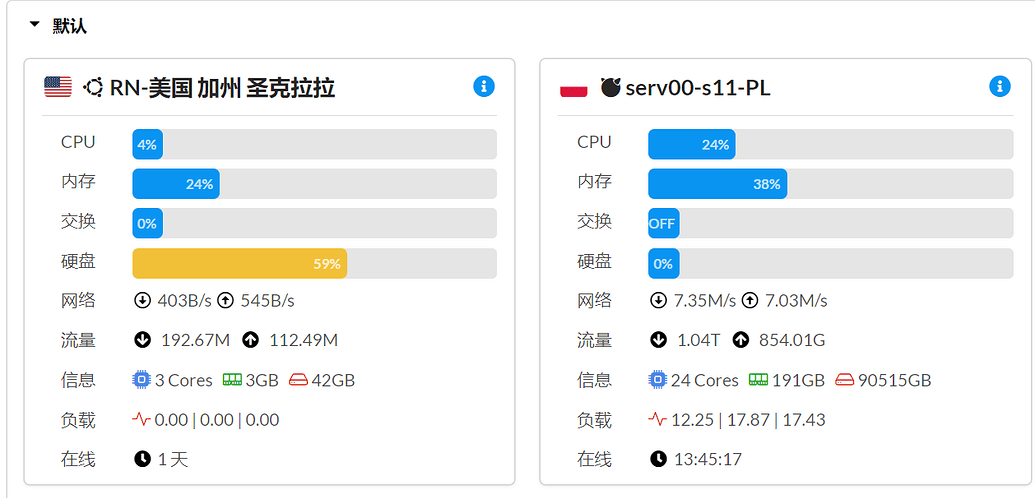 默认
RN-美国 加州 圣克拉拉
CPU 4%
内存 24%
交换 0%
硬盘 59%
网络 403B/s 545B/s
流量 192.67M 112.49M
信息 3 Cores 3GB 42GB
负载 0.00 | 0.00 | 0.00
在线 1 天
serv00-s11-PL
CPU 24%
内存 38%
交换 OFF
硬盘 0%
网络 7.35M/s 7.03M/s
流量 1.04T 854.01G
信息 24 Cores 191GB 90515GB
负载 12.25 | 17.87 | 17.43
在线 13:45:17